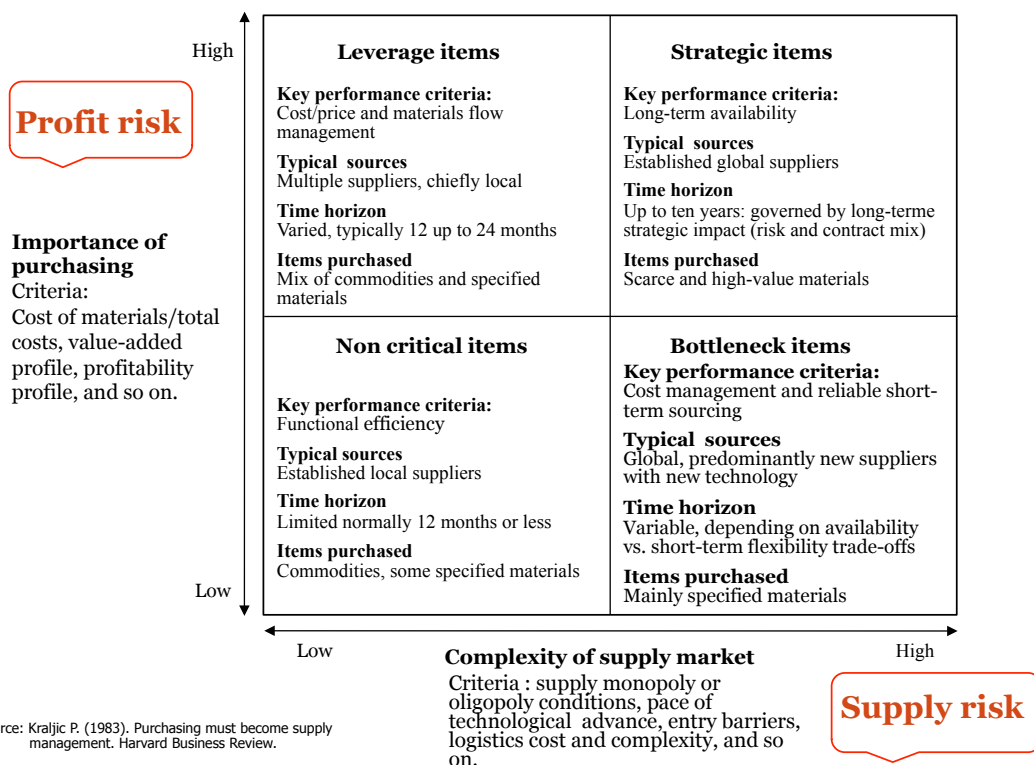 High
Profit risk
Importance of
purchasing
Criteria:
Cost of materials/total
costs, value-added
profile, profitability
profile, and so on.
Low
Leverage items
Key performance criteria:
Cost/price and materials flow
management
Typical sources
Multiple suppliers, chiefly local
Time horizon
Varied, typically 12 up to 24 months
Items purchased
Mix of commodities and specified
materials
Strategic items
Key performance criteria:
Long-term availability
Typical sources
Established global suppliers
Time horizon
Up to ten years: governed by long-terme
strategic impact (risk and contract mix)
Items purchased
Scarce and high-value materials
Non critical items
Key performance criteria:
Functional efficiency
Typical sources
Established local suppliers
Time horizon
Limited normally 12 months or less
Items purchased
Commodities, some specified materials
Bottleneck items
Key performance criteria:
Cost management and reliable short-
term sourcing
Typical sources
Global, predominantly new suppliers
with new technology
Time horizon
Variable, depending on availability
vs. short-term flexibility trade-offs
Items purchased
Mainly specified materials
Low
High
Complexity of supply market
Criteria : supply monopoly or
oligopoly conditions, pace of
technological advance, entry barriers,
logistics cost and complexity, and so
on.
Supply risk
rce: Kraljic P. (1983). Purchasing must become supply
management. Harvard Business Review.